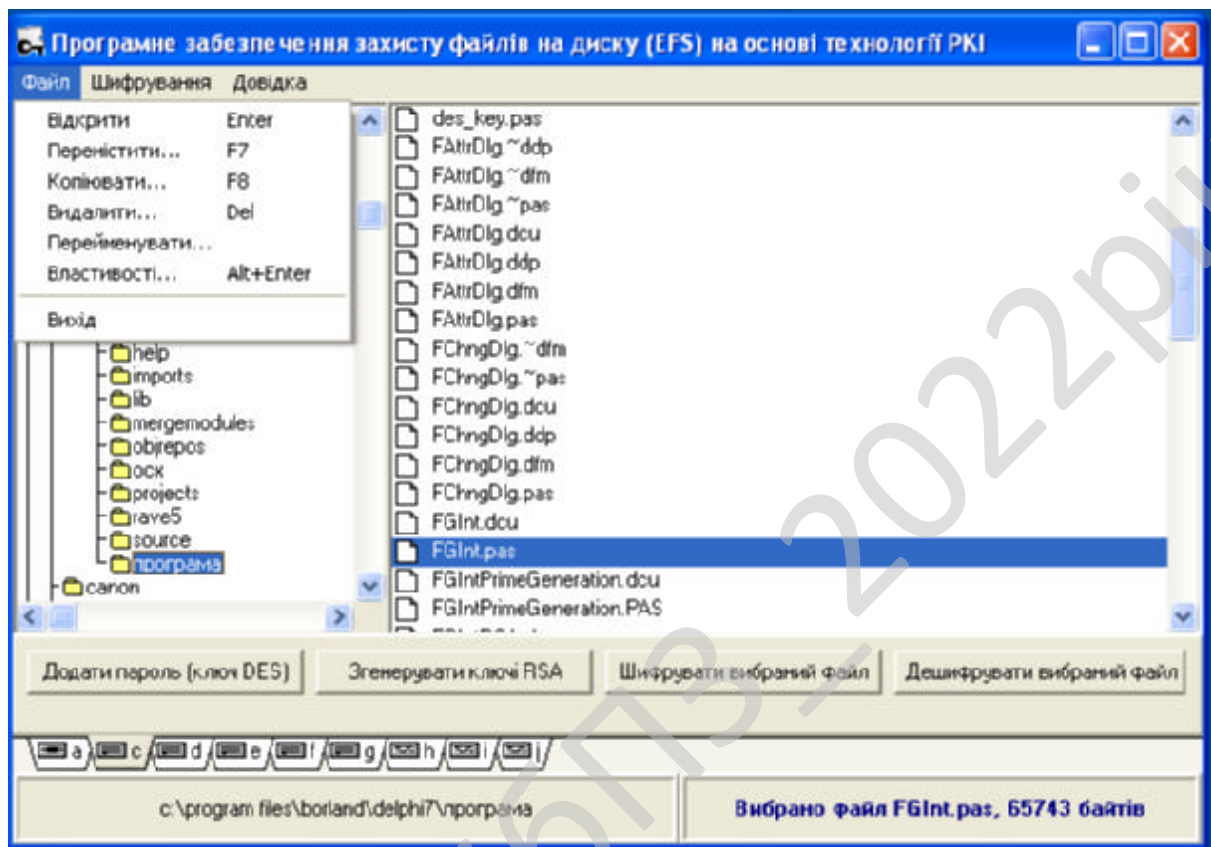 Програмне забезпечення захисту файлів на диску (EFS) на основі технології PKI
Файл Шифрування Довідка
Відкрити Enter
Перемістити... F7
Копіювати... F8
Видалити... Del
Перейменувати...
Властивості... Alt+Enter
Вихід
help
imports
lib
mergemodules
objrepos
ocx
projects
rave5
source
програма
canon
des_key.pas
FAttrDlg.~ddp
FAttrDlg.~dfm
FAttrDlg.~pas
FAttrDlg.dcu
FAttrDlg.ddp
FAttrDlg.dfm
FAttrDlg.pas
FChngDlg.~dfm
FChngDlg.~pas
FChngDlg.dcu
FChngDlg.ddp
FChngDlg.dfm
FChngDlg.pas
FGInt.dcu
FGInt.pas
FGIntPrimeGeneration.dcu
FGIntPrimeGeneration.PAS
Додати пароль (ключ DES) Згенерувати ключі RSA Шифрувати вибраний файл Дешифрувати вибраний файл
a c d e f g h i j
c:\program files\borland\delphi7\програма Вибрано файл FGInt.pas, 65743 байтів
бПЗ_2022рік